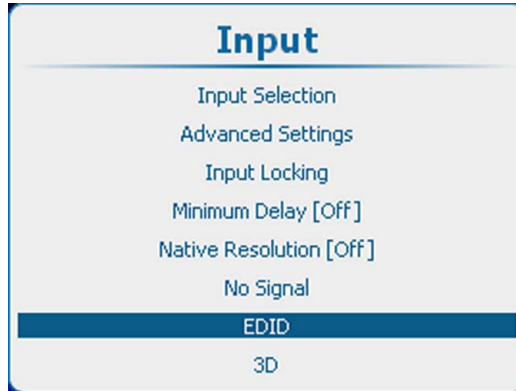 Input
Input Selection
Advanced Settings
Input Locking
Minimum Delay [Off]
Native Resolution [Off]
No Signal
EDID
3D